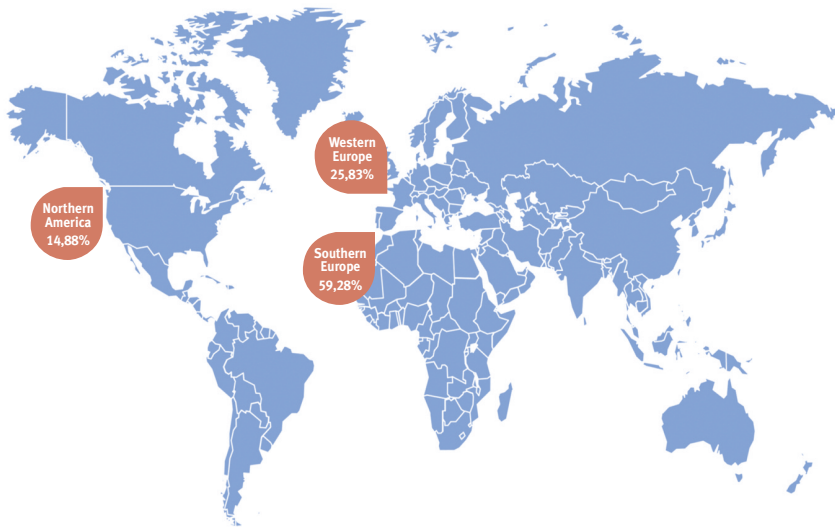 Western
Europe
25,83%
Northern
America
14,88%
Southern
Europe
59,28%